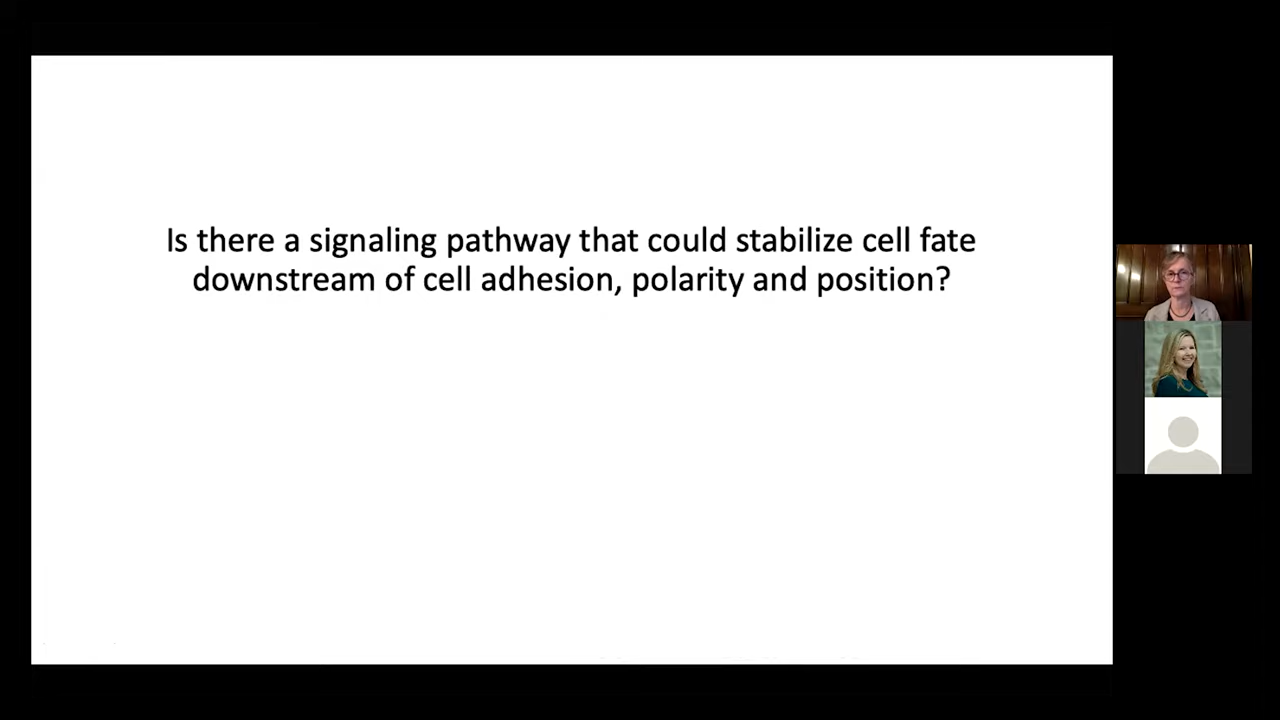 Is there a signaling pathway that could stabilize cell fate
downstream of cell adhesion, polarity and position?